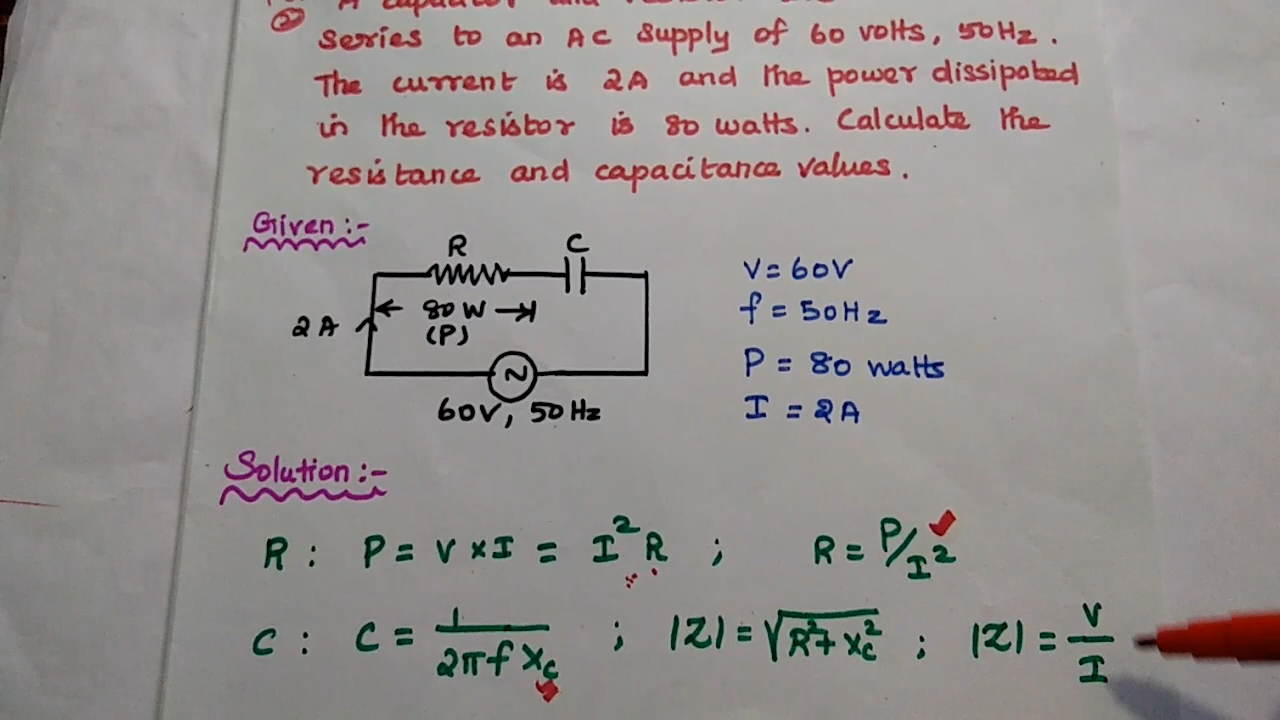 ②
series to an AC supply of 60 volts, 50Hz.
The current is 2A and the power dissipated
in the resistor is 80 watts. Calculate the
resistance and capacitance values.
Given :-
R C
80W
2A (P)
60V, 50Hz
V = 60V
f = 50Hz
P = 80 watts
I = 2A
Solution :-
R : P = V × I = I²R ; R = P/I²
C : C = 1/2πf Xc ; |Z| = √R²+Xc² ; |Z| = V/I